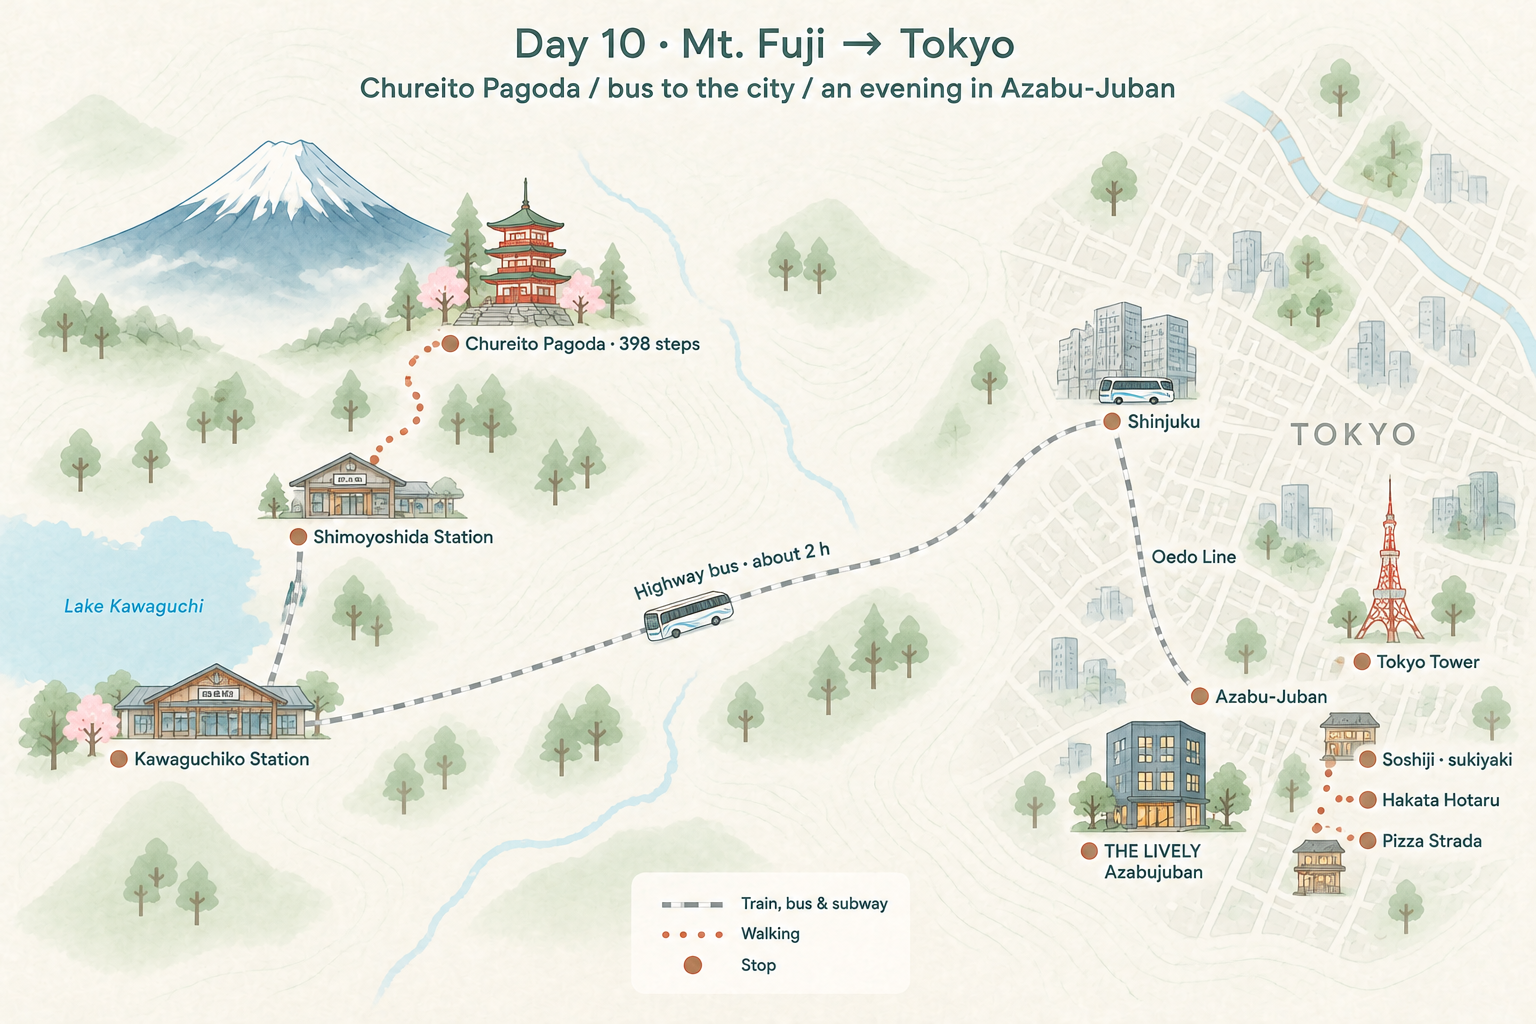 Day 10 · Mt. Fuji → Tokyo
Chureito Pagoda / bus to the city / an evening in Azabu-Juban
Chureito Pagoda · 398 steps
Shinjuku
TOKYO
Shimoyoshida Station
Highway bus · about 2 h
Oedo Line
Lake Kawaguchi
Tokyo Tower
Azabu-Juban
Kawaguchiko Station
Soshiji · sukiyaki
Hakata Hotaru
Pizza Strada
THE LIVELY
Azabujuban
Train, bus & subway
Walking
Stop